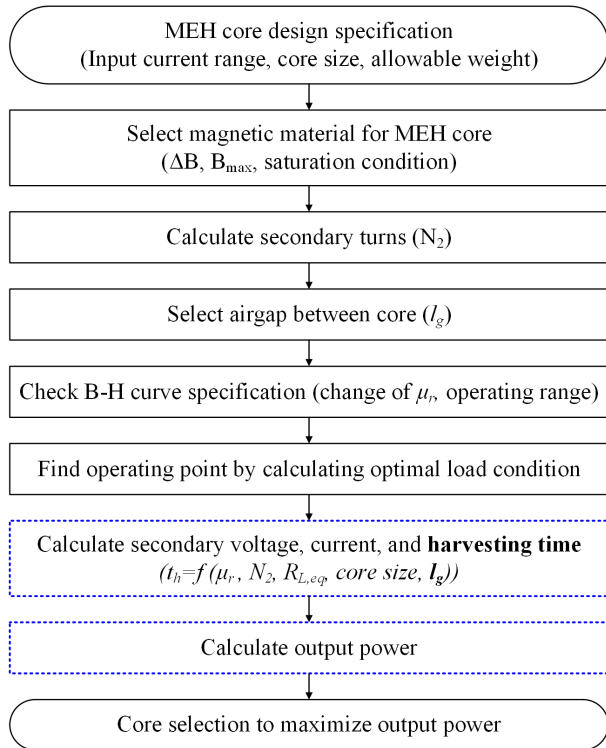 MEH core design specification
(Input current range, core size, allowable weight)
Select magnetic material for MEH core
(ΔB, Bmax, saturation condition)
Calculate secondary turns (N2)
Select airgap between core (lg)
Check B-H curve specification (change of μr, operating range)
Find operating point by calculating optimal load condition
Calculate secondary voltage, current, and harvesting time
(th=f (μr , N2, RL,eq, core size, lg))
Calculate output power
Core selection to maximize output power